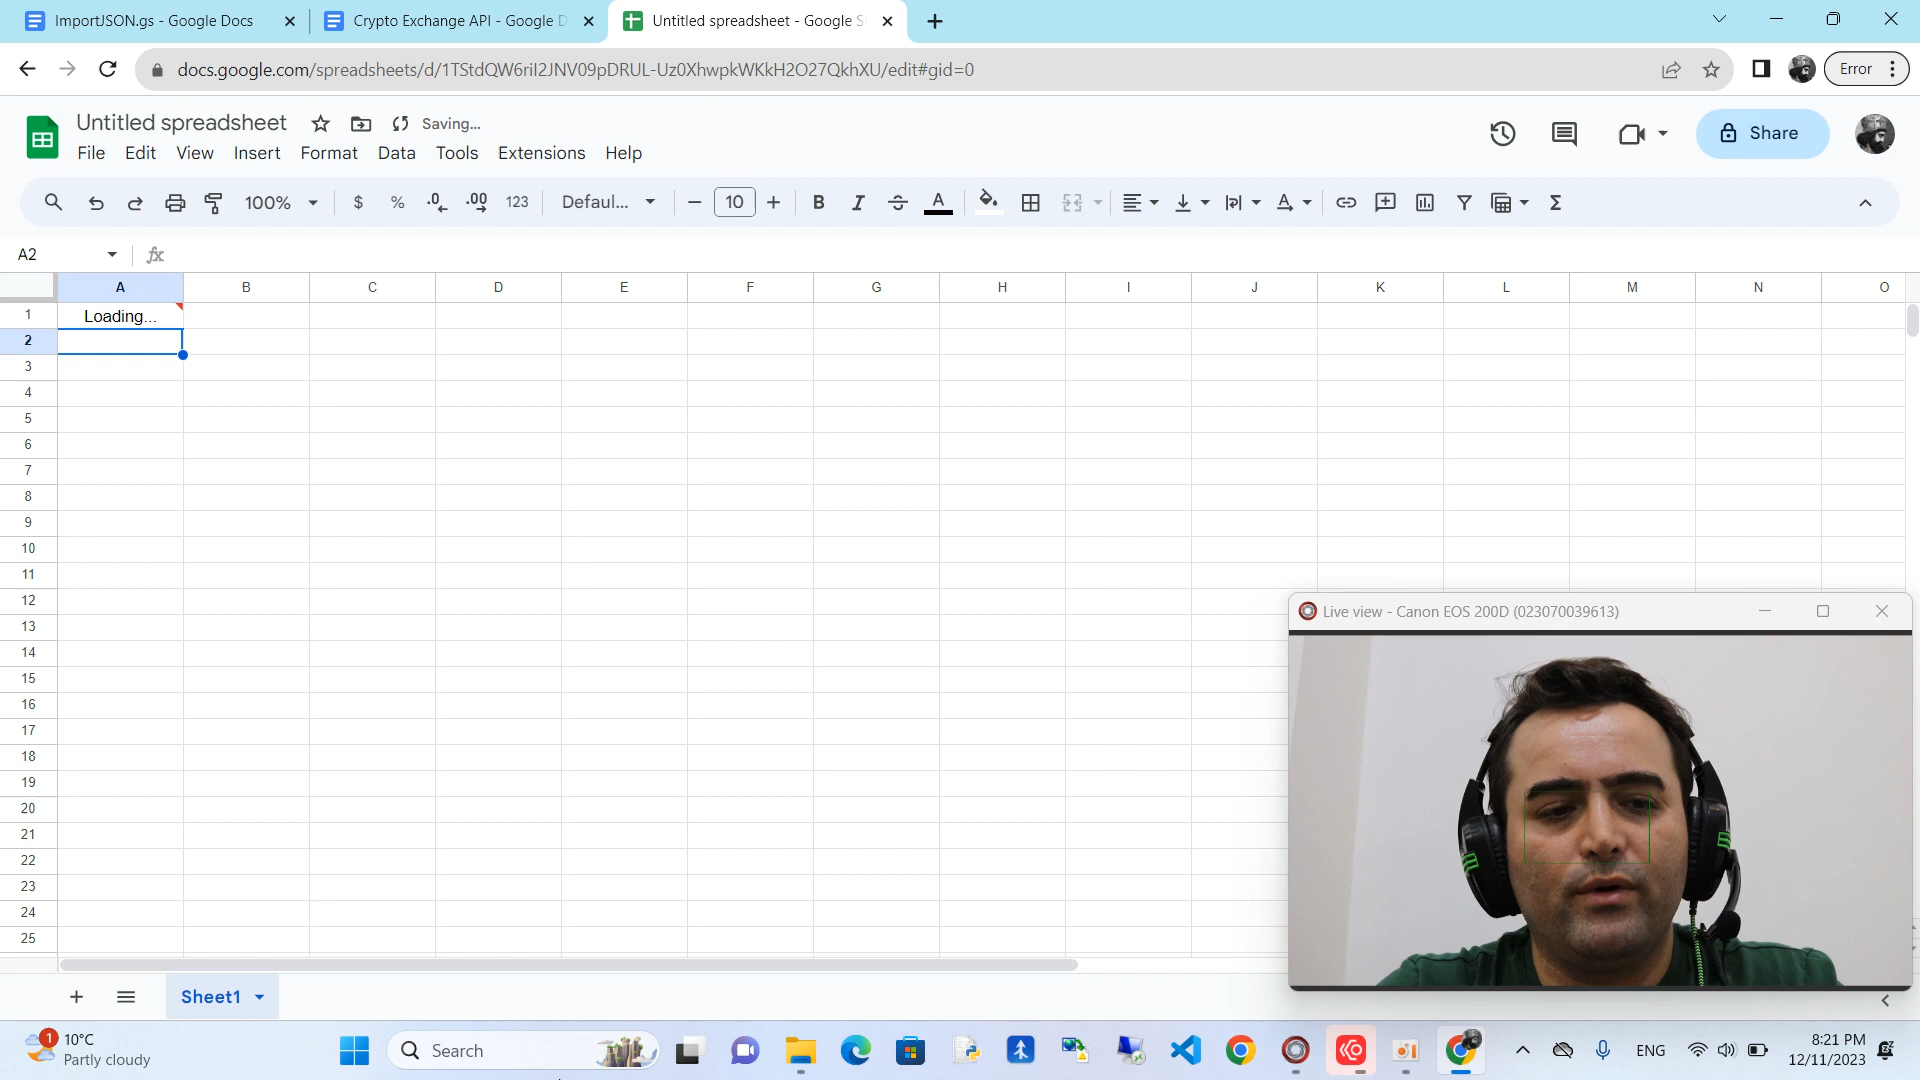 ImportJSON.gs - Google Docs
Crypto Exchange API - Google D
Untitled spreadsheet - Google S
docs.google.com/spreadsheets/d/1TStdQW6riI2JNV09pDRUL-Uz0XhwpkWKkH2O27QkhXU/edit#gid=0
Error
Untitled spreadsheet
Saving...
File Edit View Insert Format Data Tools Extensions Help
Share
100% $ % .0 .00 123 Defaul... 10 B I S A
A2 fx
A B C D E F G H I J K L M N O
1 Loading...
2
3
4
5
6
7
8
9
10
11
12
13
14
15
16
17
18
19
20
21
22
23
24
25
Live view - Canon EOS 200D (023070039613)
Sheet1
1
10°C
Partly cloudy
Search
ENG
8:21 PM
12/11/2023